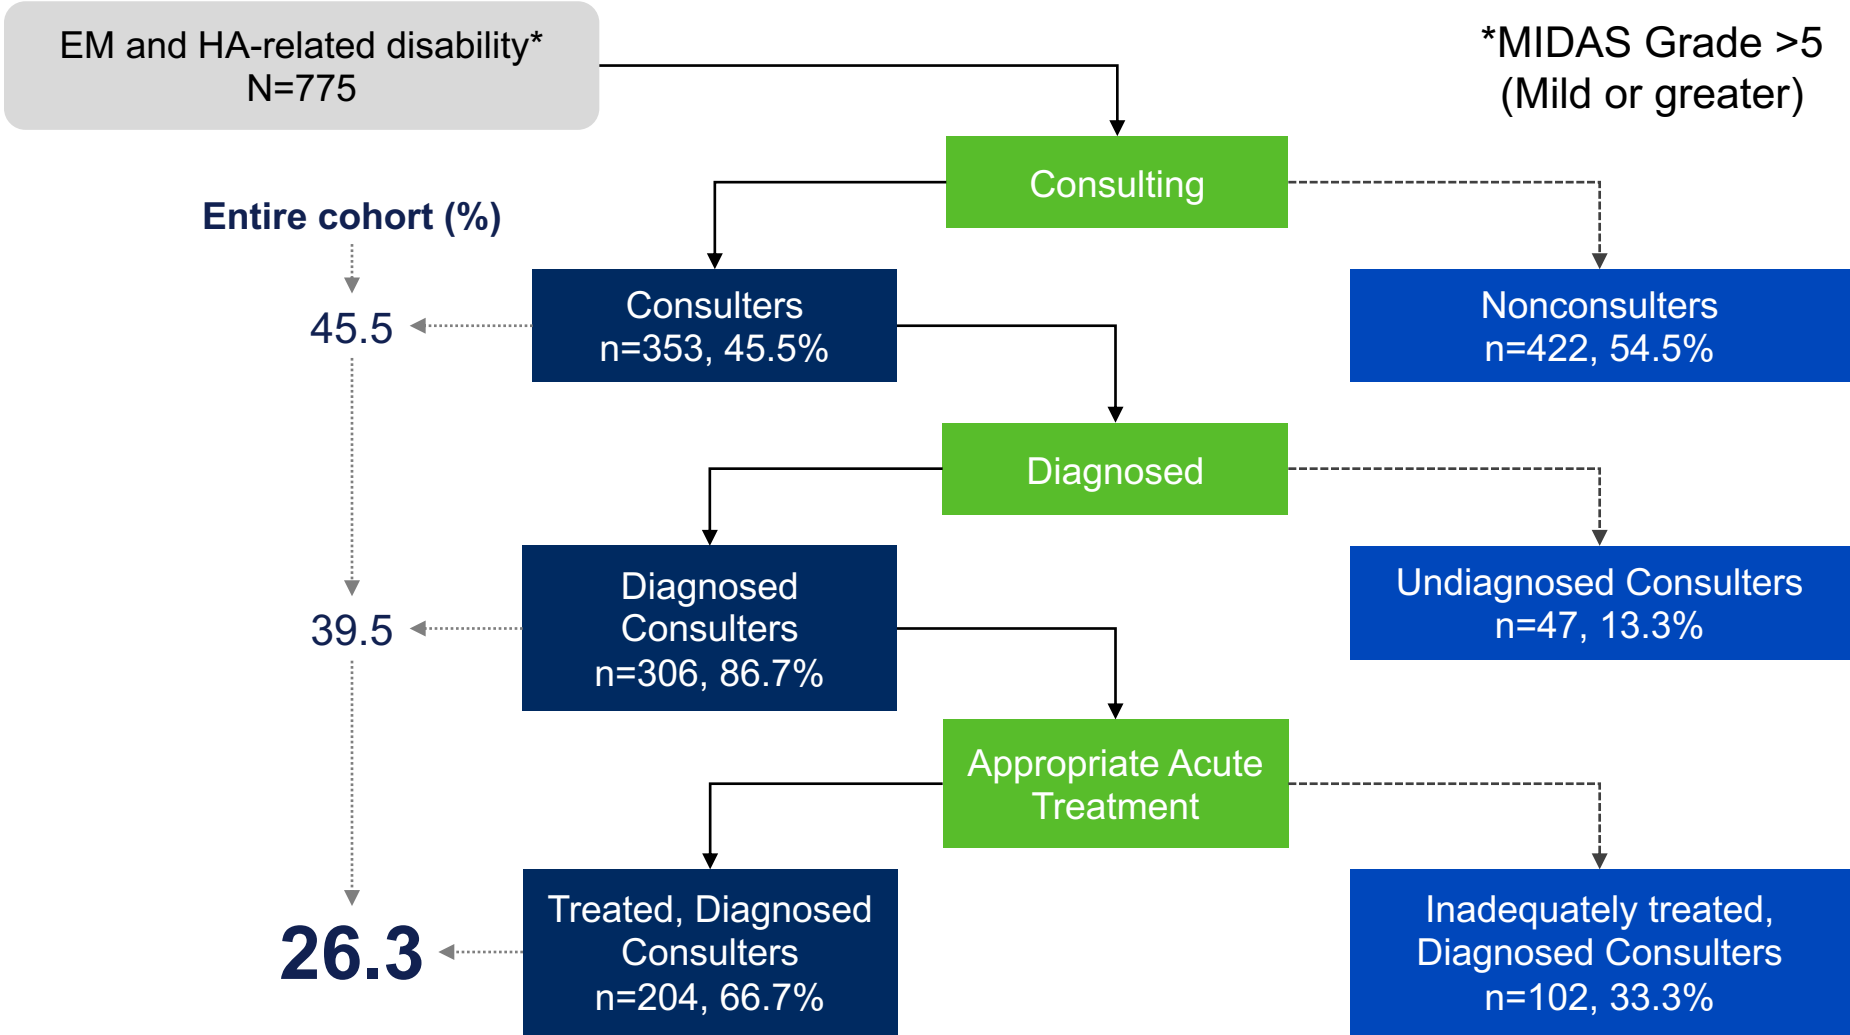 EM and HA-related disability*
N=775
*MIDAS Grade >5
(Mild or greater)
Consulting
Entire cohort (%)
45.5
Consulters
n=353, 45.5%
Nonconsulters
n=422, 54.5%
Diagnosed
39.5
Diagnosed
Consulters
n=306, 86.7%
Undiagnosed Consulters
n=47, 13.3%
Appropriate Acute
Treatment
26.3
Treated, Diagnosed
Consulters
n=204, 66.7%
Inadequately treated,
Diagnosed Consulters
n=102, 33.3%